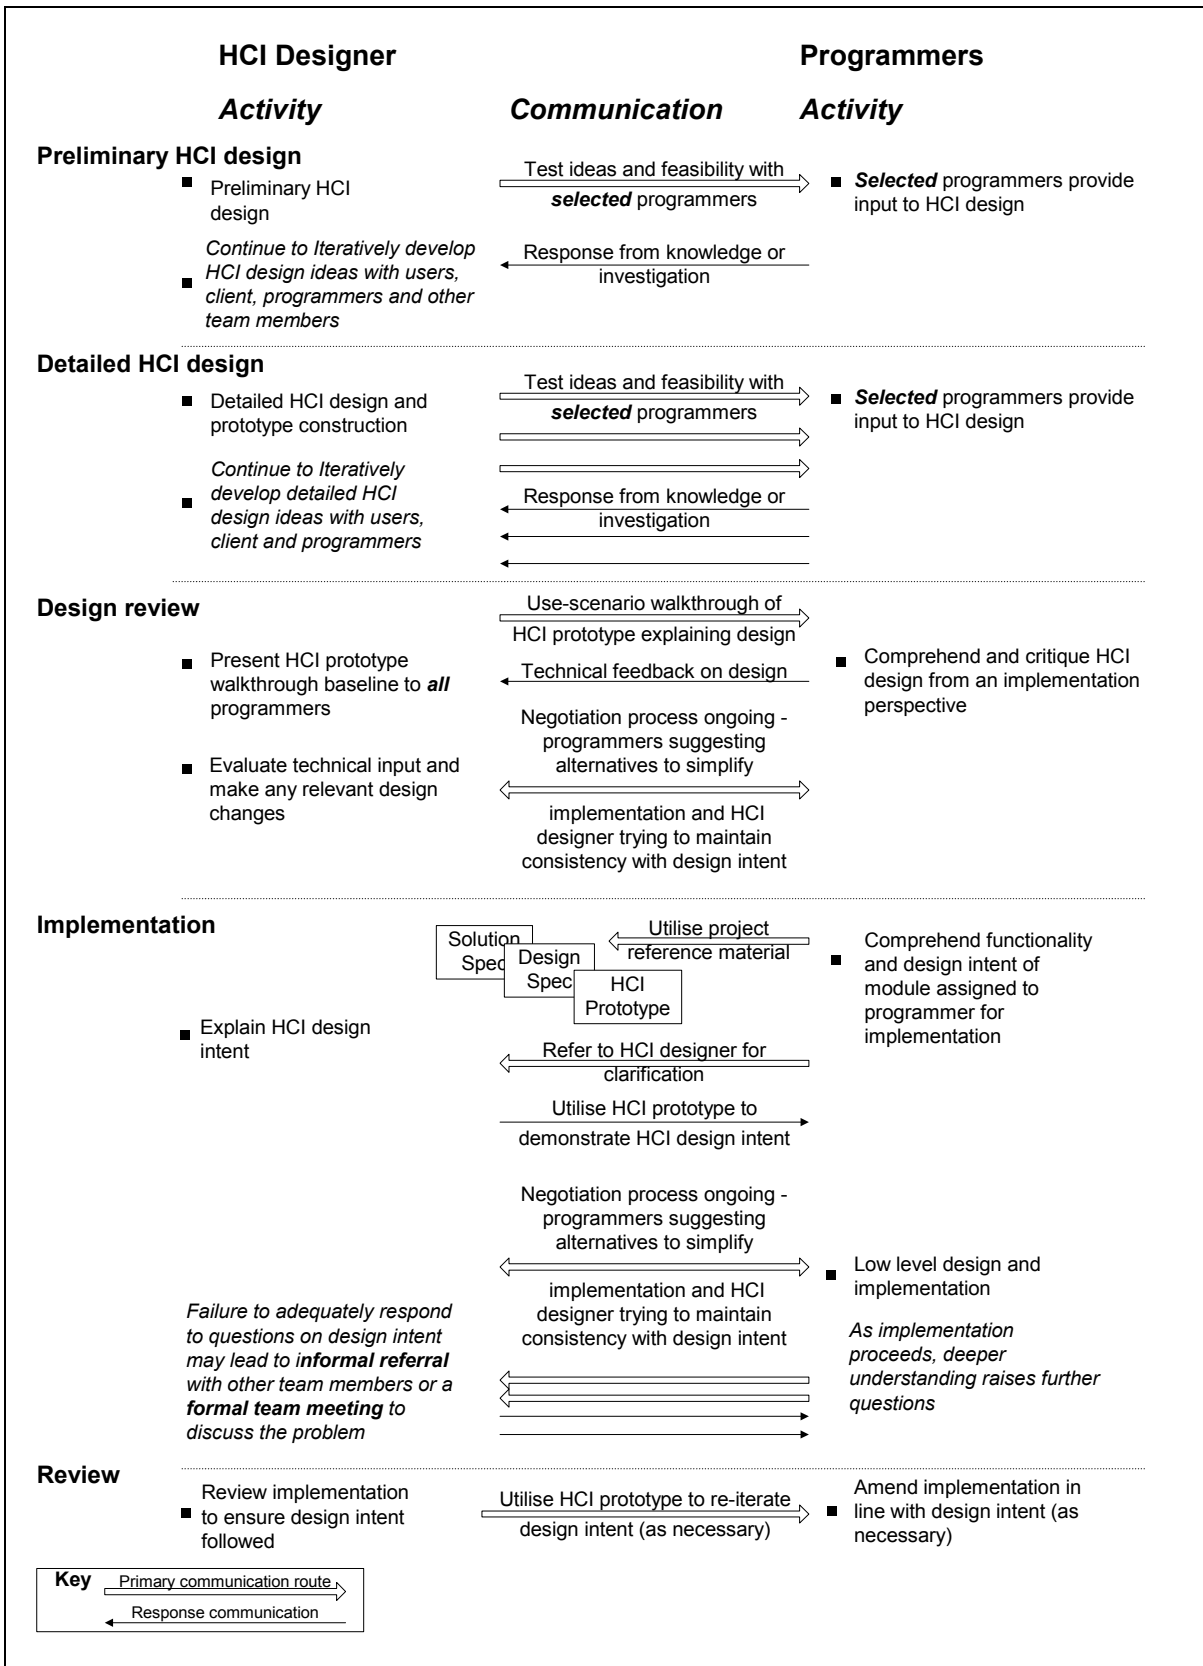 HCI Designer
Programmers
Activity
Communication
Activity
Preliminary HCI design
Preliminary HCI
design
Continue to Iteratively develop
HCI design ideas with users,
client, programmers and other
team members
Test ideas and feasibility with
selected programmers
Response from knowledge or
investigation
Selected programmers provide
input to HCI design
Detailed HCI design
Detailed HCI design and
prototype construction
Continue to Iteratively
develop detailed HCI
design ideas with users,
client and programmers
Test ideas and feasibility with
selected programmers
Response from knowledge or
investigation
Selected programmers provide
input to HCI design
Design review
Present HCI prototype
walkthrough baseline to all
programmers
Evaluate technical input and
make any relevant design
changes
Use-scenario walkthrough of
HCI prototype explaining design
Technical feedback on design
Negotiation process ongoing -
programmers suggesting
alternatives to simplify
implementation and HCI
designer trying to maintain
consistency with design intent
Comprehend and critique HCI
design from an implementation
perspective
Implementation
Explain HCI design
intent
Failure to adequately respond
to questions on design intent
may lead to informal referral
with other team members or a
formal team meeting to
discuss the problem
Solution
Spec
Design
Spec
HCI
Prototype
Utilise project
reference material
Refer to HCI designer for
clarification
Utilise HCI prototype to
demonstrate HCI design intent
Negotiation process ongoing -
programmers suggesting
alternatives to simplify
implementation and HCI
designer trying to maintain
consistency with design intent
Comprehend functionality
and design intent of
module assigned to
programmer for
implementation
Low level design and
implementation
As implementation
proceeds, deeper
understanding raises further
questions
Review
Review implementation
to ensure design intent
followed
Utilise HCI prototype to re-iterate
design intent (as necessary)
Amend implementation in
line with design intent (as
necessary)
Key
Primary communication route
Response communication